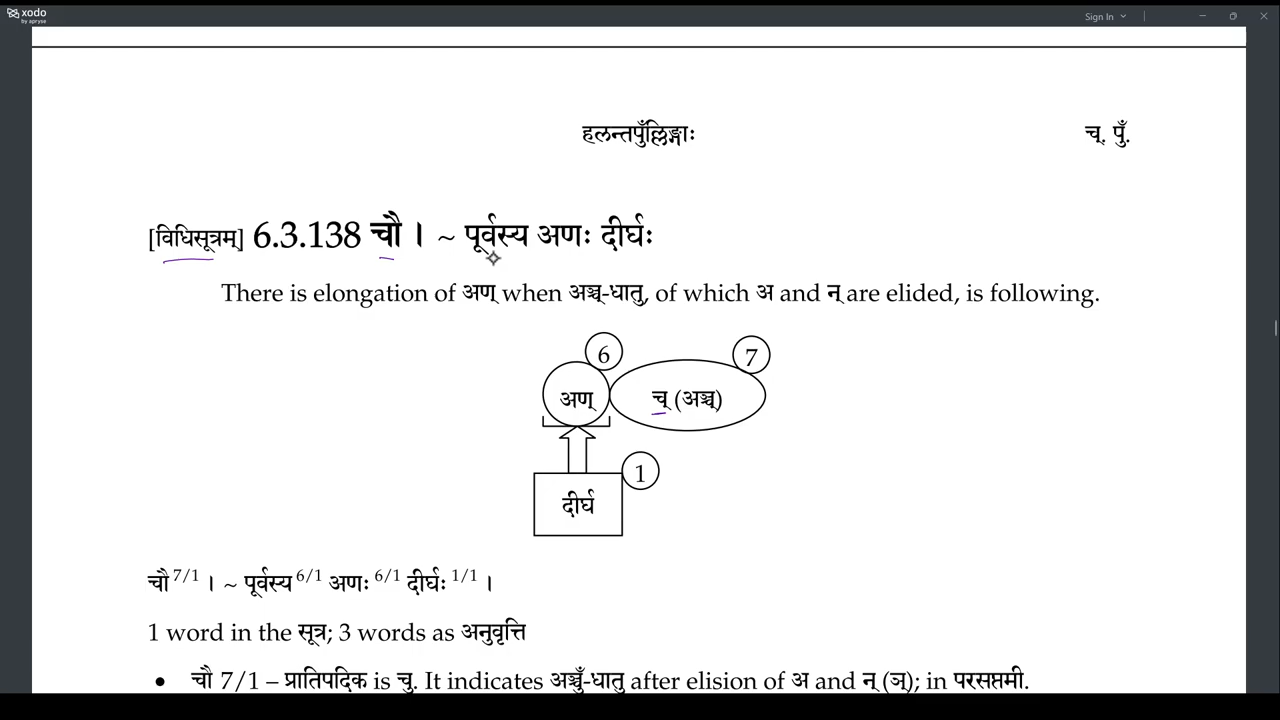 xodo
by apryse
Sign In
हलन्तपुँल्लिङ्गाः
च्. पुँ.
[विधिसूत्रम्] 6.3.138 चौ । ~ पूर्वस्य अणः दीर्घः
There is elongation of अण् when अञ्च्-धातु, of which अ and न् are elided, is following.
6
7
अण्
च् (अञ्च्)
1
दीर्घ
चौ 7/1 । ~ पूर्वस्य 6/1 अणः 6/1 दीर्घः 1/1 ।
1 word in the सूत्र; 3 words as अनुवृत्ति
• चौ 7/1 – प्रातिपदिक is चु. It indicates अञ्चुँ-धातु after elision of अ and न् (ञ्); in परसप्तमी.